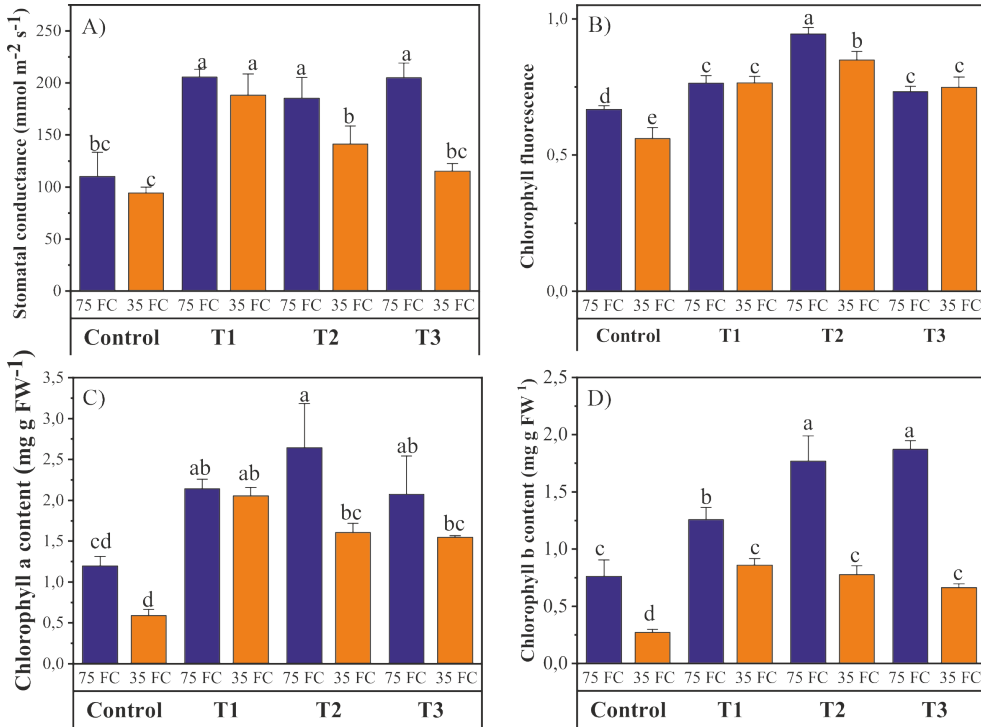 A)
Stomatal conductance (mmol m⁻² s⁻¹)
250
200
150
100
50
0
bc
c
a
a
a
b
a
bc
75 FC 35 FC 75 FC 35 FC 75 FC 35 FC 75 FC 35 FC
Control T1 T2 T3
B)
Chlorophyll fluorescence
1,0
0,5
0,0
d
e
c
c
a
b
c
c
75 FC 35 FC 75 FC 35 FC 75 FC 35 FC 75 FC 35 FC
Control T1 T2 T3
C)
Chlorophyll a content (mg g FW⁻¹)
3,5
3,0
2,5
2,0
1,5
1,0
0,5
0,0
cd
d
ab
ab
a
bc
ab
bc
75 FC 35 FC 75 FC 35 FC 75 FC 35 FC 75 FC 35 FC
Control T1 T2 T3
D)
Chlorophyll b content (mg g FW¹)
2,5
2,0
1,5
1,0
0,5
0,0
c
d
b
c
a
c
a
c
75 FC 35 FC 75 FC 35 FC 75 FC 35 FC 75 FC 35 FC
Control T1 T2 T3